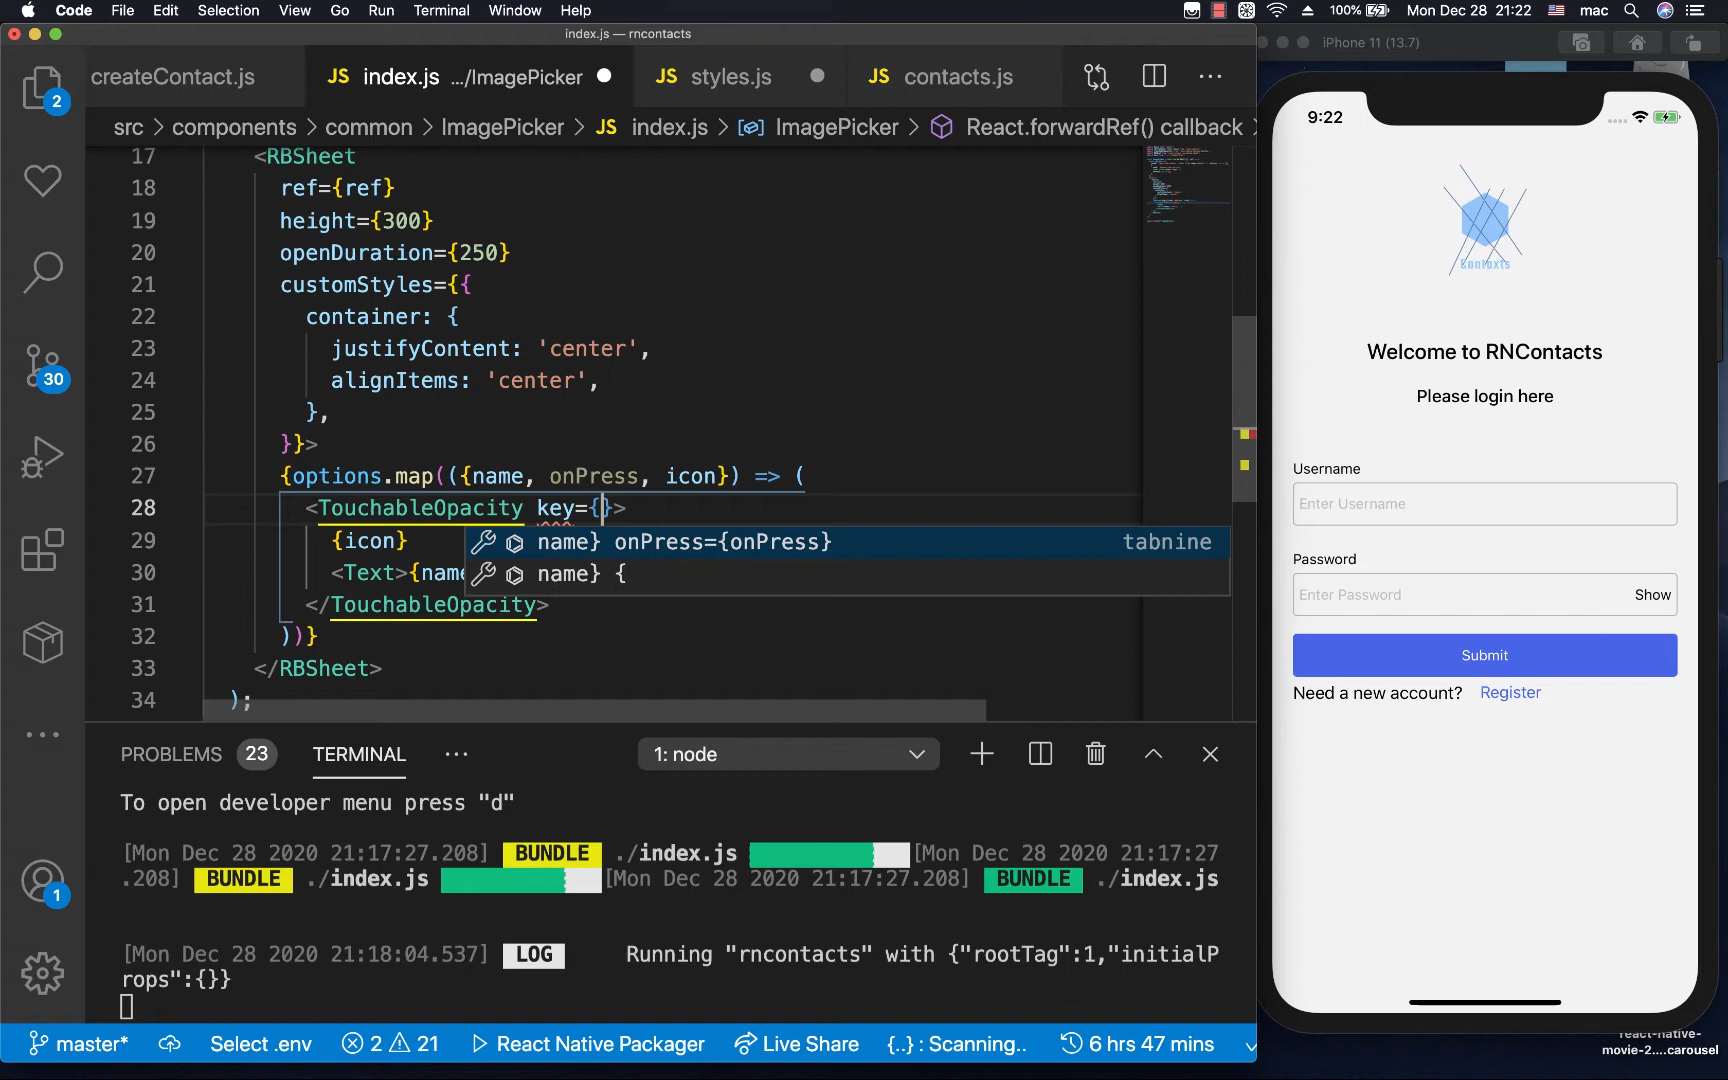 Code File Edit Selection View Go Run Terminal Window Help 100% Mon Dec 28 21:22 mac
index.js — rncontacts
createContact.js JS index.js .../ImagePicker JS styles.js JS contacts.js
src > components > common > ImagePicker > JS index.js > ImagePicker > React.forwardRef() callback >
17 <RBSheet
18 ref={ref}
19 height={300}
20 openDuration={250}
21 customStyles={{
22 container: {
23 justifyContent: 'center',
24 alignItems: 'center',
25 },
26 }}>
27 {options.map(({name, onPress, icon}) => (
28 <TouchableOpacity key={}>
29 {icon}
30 <Text>{name
31 </TouchableOpacity>
32 ))}
33 </RBSheet>
34 );
name} onPress={onPress} tabnine
name} {
2
30
1
PROBLEMS 23 TERMINAL ... 1: node
To open developer menu press "d"
[Mon Dec 28 2020 21:17:27.208] BUNDLE ./index.js [Mon Dec 28 2020 21:17:27
.208] BUNDLE ./index.js [Mon Dec 28 2020 21:17:27.208] BUNDLE ./index.js
[Mon Dec 28 2020 21:18:04.537] LOG Running "rncontacts" with {"rootTag":1,"initialP
rops":{}}
master* Select .env 2 21 React Native Packager Live Share {..} : Scanning.. 6 hrs 47 mins
iPhone 11 (13.7)
9:22
Contaxts
Welcome to RNContacts
Please login here
Username
Enter Username
Password
Enter Password Show
Submit
Need a new account? Register
react-native-
movie-2....carousel